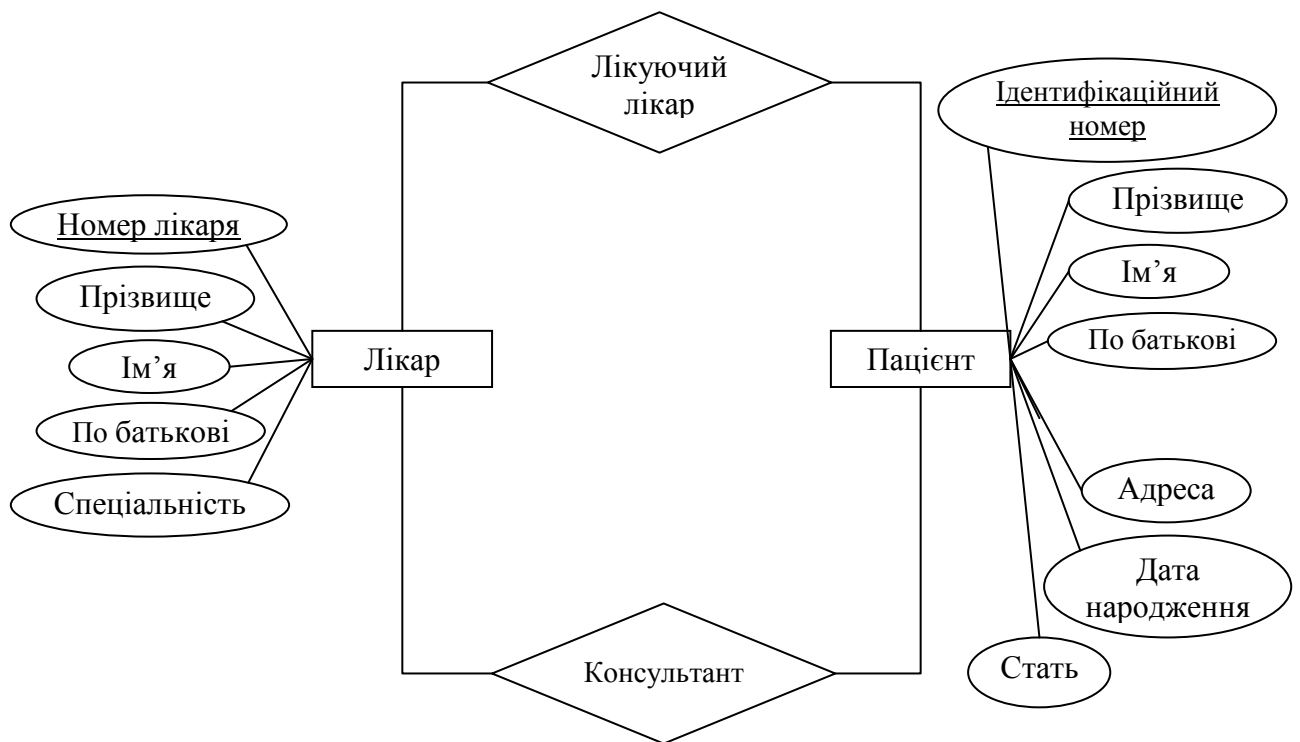 Лікуючий
лікар
Ідентифікаційний
номер
Прізвище
Ім’я
По батькові
Номер лікаря
Прізвище
Ім’я
По батькові
Спеціальність
Лікар
Пацієнт
Адреса
Дата
народження
Стать
Консультант